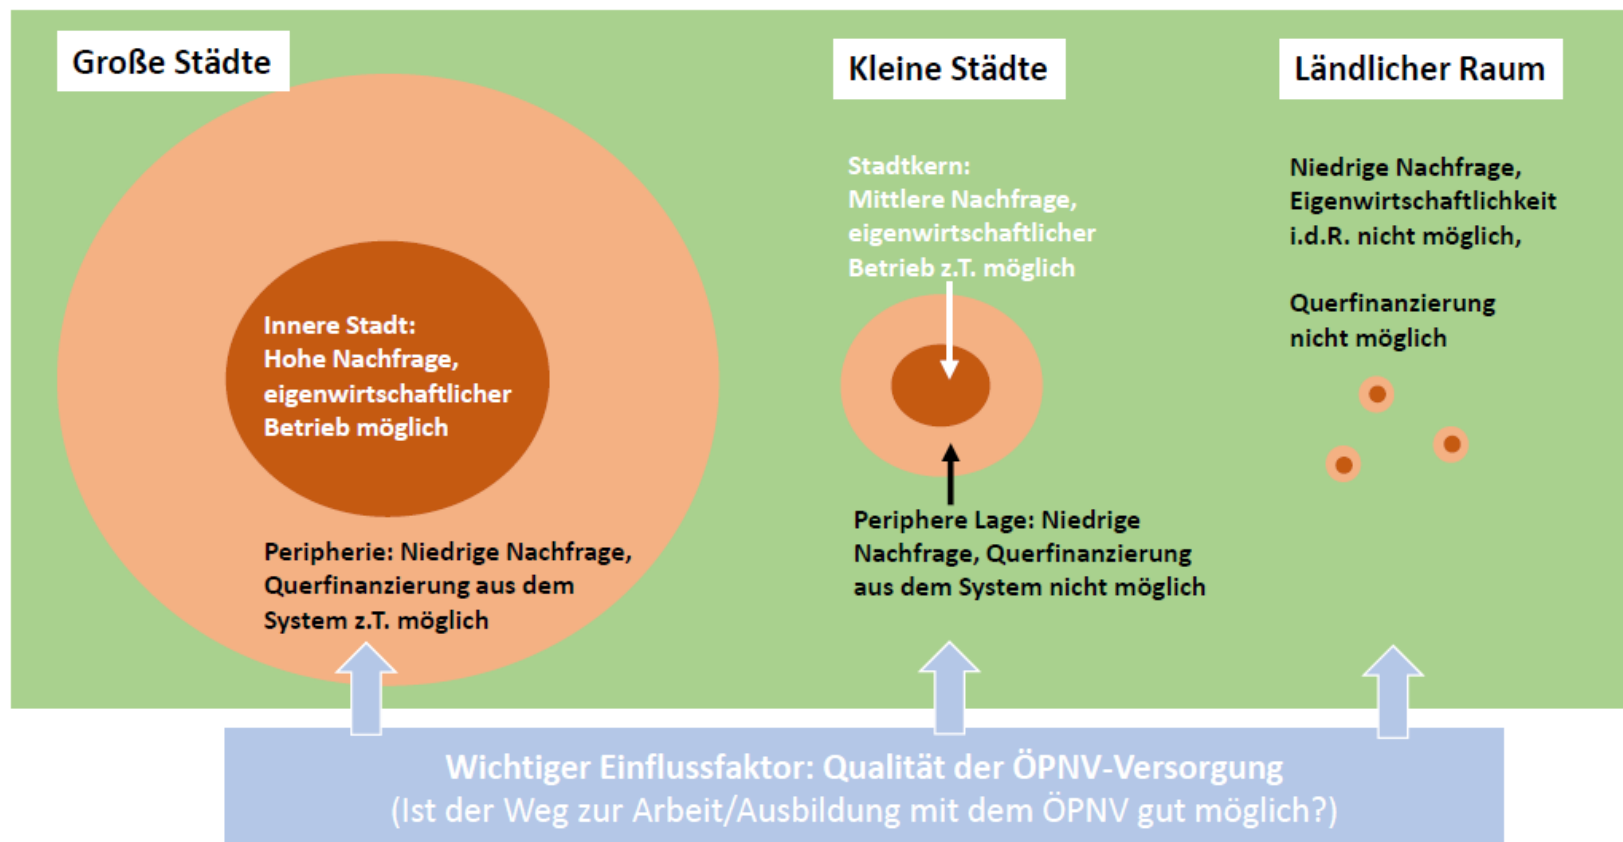 Große Städte
Innere Stadt:
Hohe Nachfrage,
eigenwirtschaftlicher
Betrieb möglich
Peripherie: Niedrige Nachfrage,
Querfinanzierung aus dem
System z.T. möglich
Kleine Städte
Stadtkern:
Mittlere Nachfrage,
eigenwirtschaftlicher
Betrieb z.T. möglich
Periphere Lage: Niedrige
Nachfrage, Querfinanzierung
aus dem System nicht möglich
Ländlicher Raum
Niedrige Nachfrage,
Eigenwirtschaftlichkeit
i.d.R. nicht möglich,
Querfinanzierung
nicht möglich
Wichtiger Einflussfaktor: Qualität der ÖPNV-Versorgung
(Ist der Weg zur Arbeit/Ausbildung mit dem ÖPNV gut möglich?)